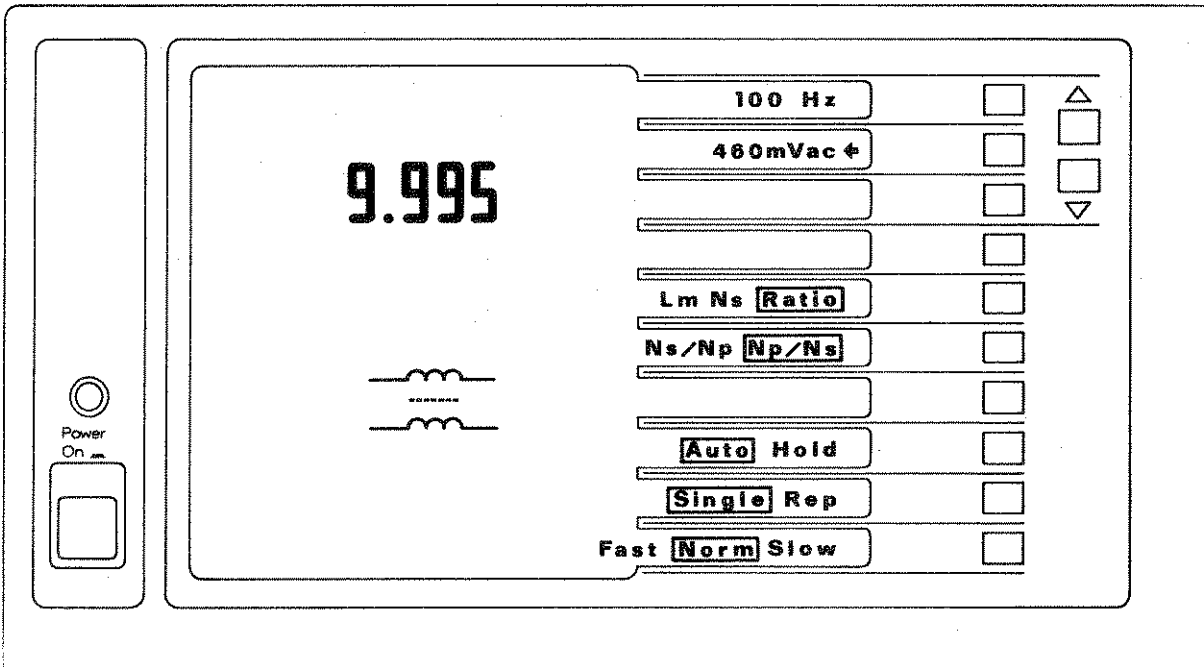 100 Hz
460mVac←
9.995
Lm Ns Ratio
Ns/Np Np/Ns
Power
On
Auto Hold
Single Rep
Fast Norm Slow